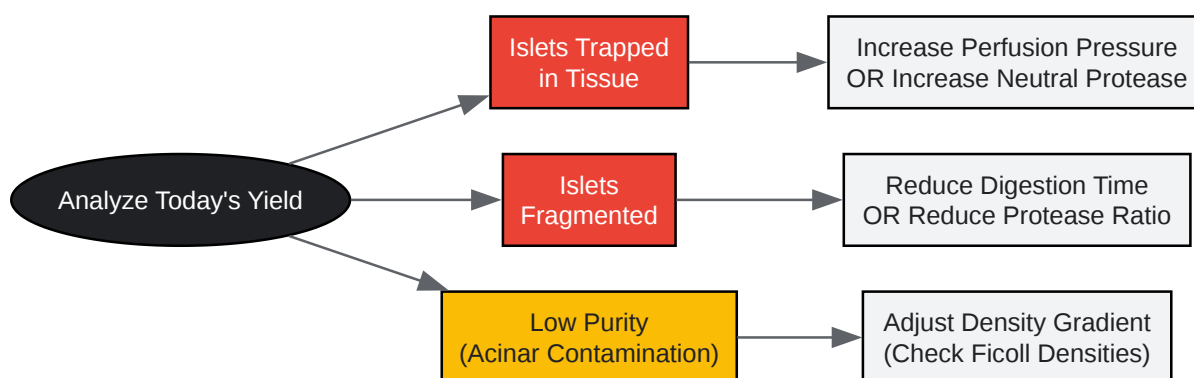 Analyze Today's Yield
Islets Trapped
in Tissue
Increase Perfusion Pressure
OR Increase Neutral Protease
Islets
Fragmented
Reduce Digestion Time
OR Reduce Protease Ratio
Low Purity
(Acinar Contamination)
Adjust Density Gradient
(Check Ficoll Densities)